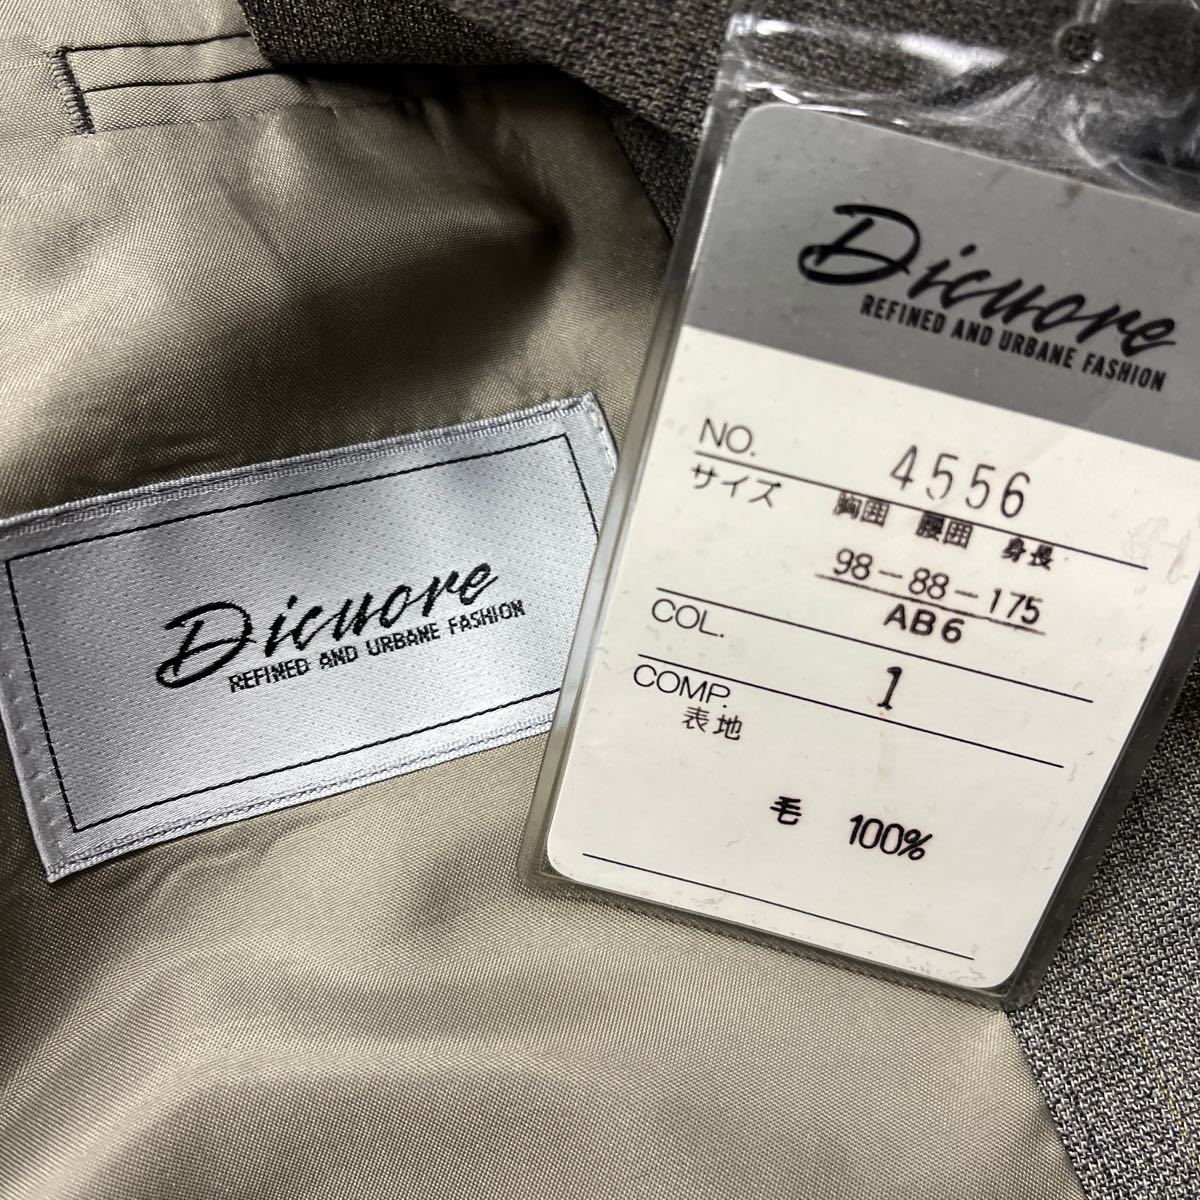 Dicuore
REFINED AND URBANE FASHION
Dicuore
REFINED AND URBANE FASHION
NO. 4556
サイズ 胸囲 腰囲 身長
98-88-175
AB6
COL. 1
COMP.
表地
毛 100%